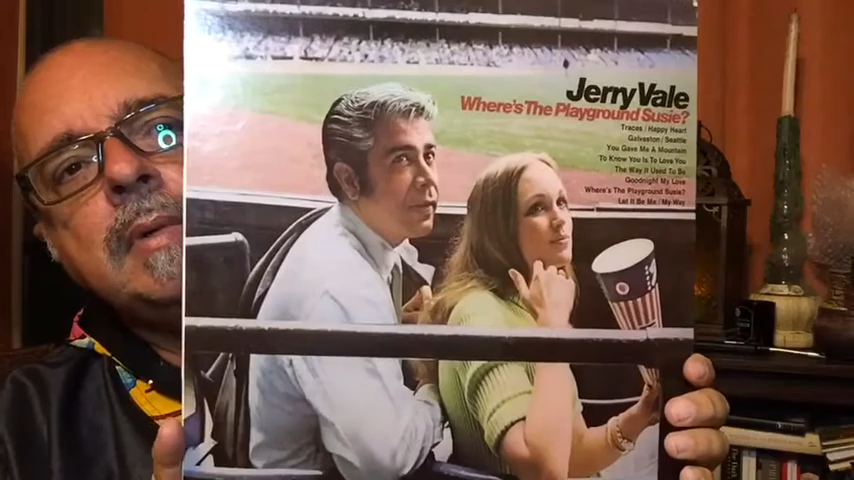 Jerry Vale
Where's The Playground Susie?
Traces / Happy Heart
Galveston / Seattle
You Gave Me A Mountain
To Know You Is To Love You
The Way It Used To Be
Goodnight My Love
Where's The Playground Susie?
Let It Be Me / My Way